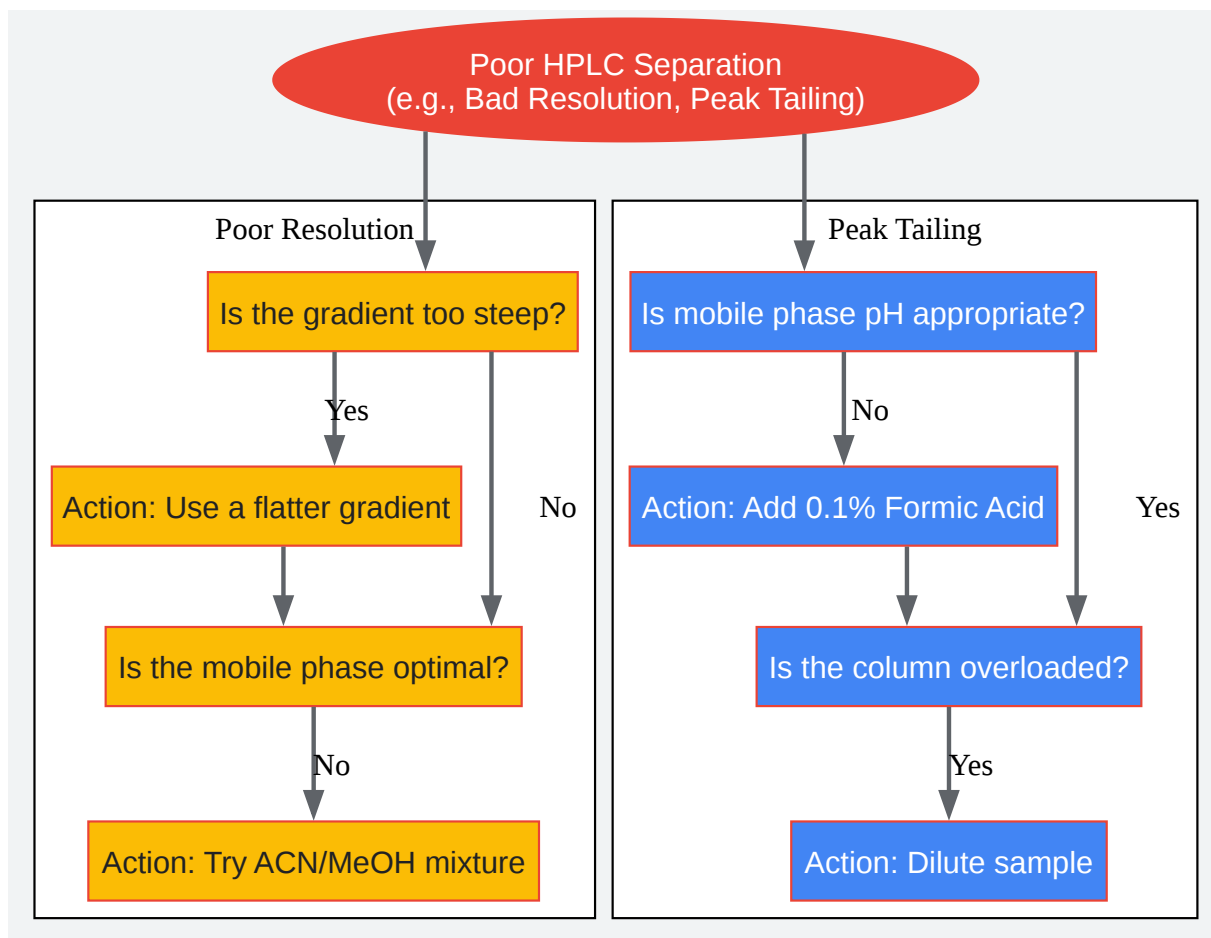 Poor HPLC Separation
(e.g., Bad Resolution, Peak Tailing)
Poor Resolution
Is the gradient too steep?
Yes
Action: Use a flatter gradient
No
Is the mobile phase optimal?
No
Action: Try ACN/MeOH mixture
Peak Tailing
Is mobile phase pH appropriate?
No
Action: Add 0.1% Formic Acid
Yes
Is the column overloaded?
Yes
Action: Dilute sample